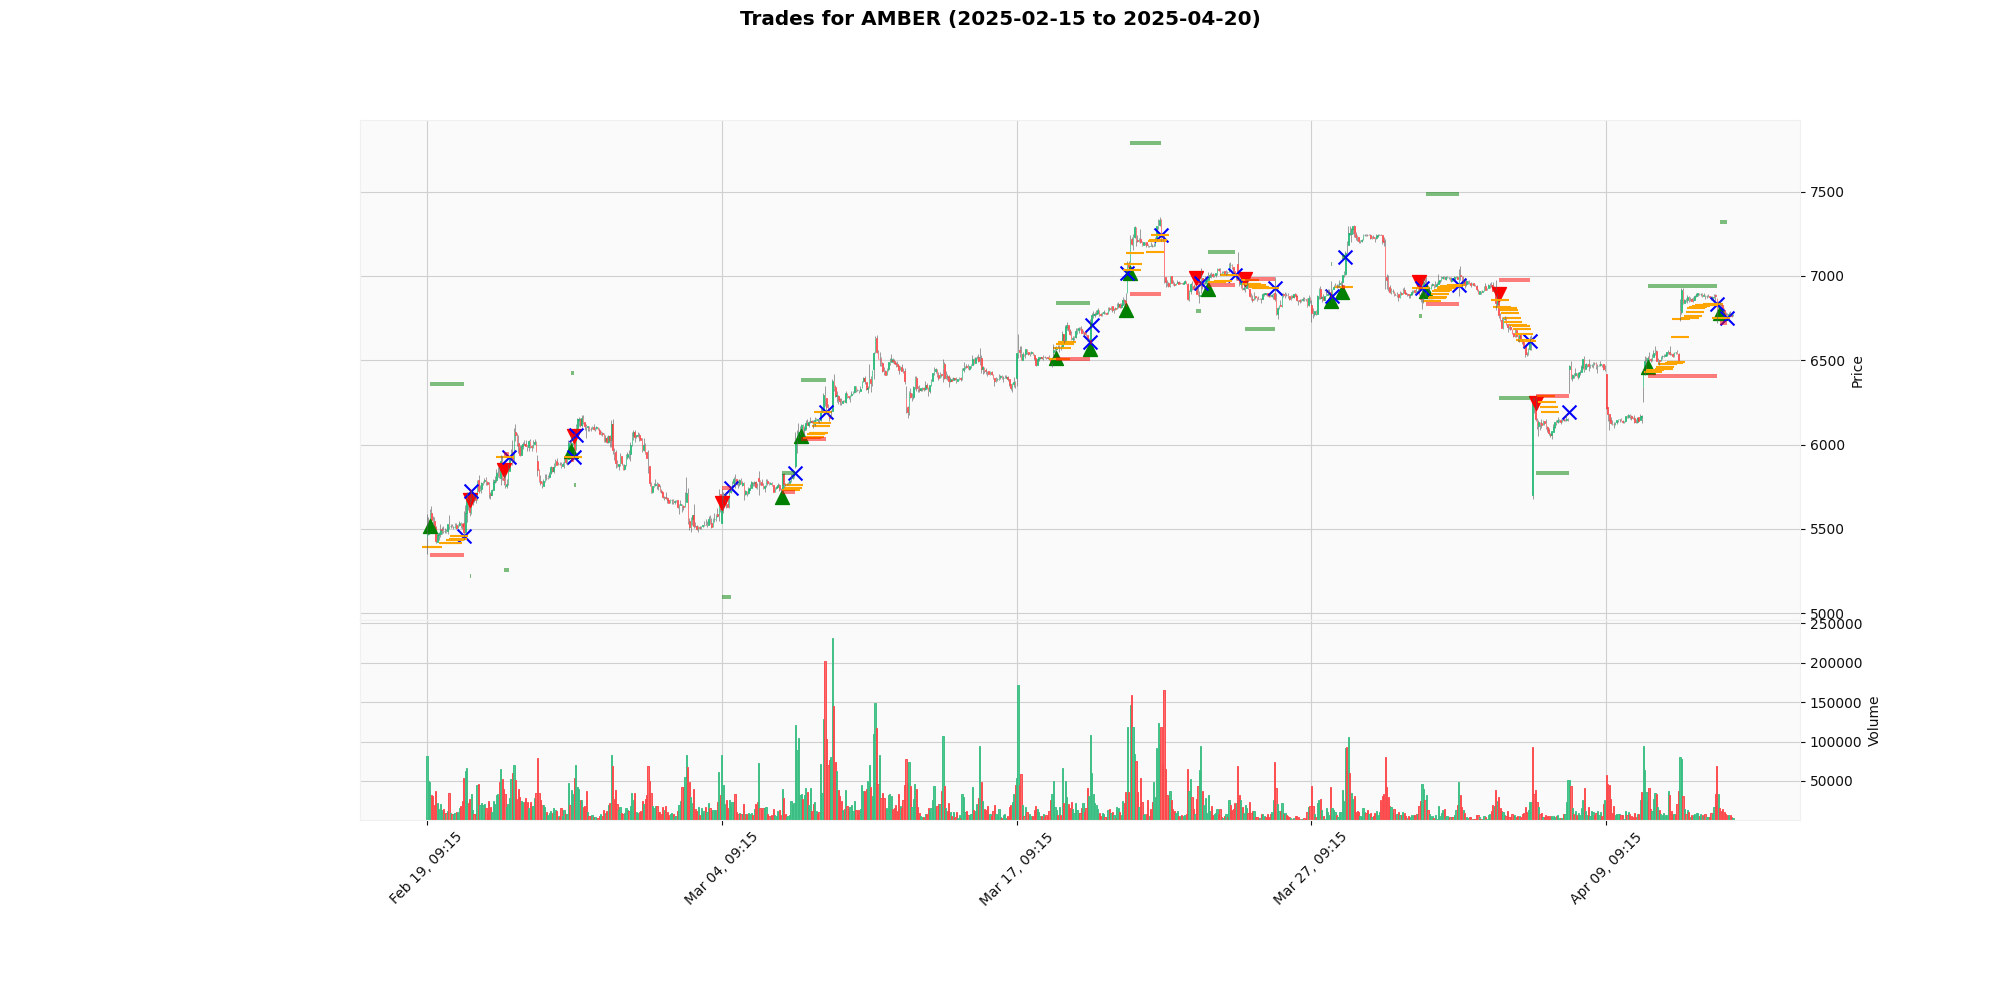 Trades for AMBER (2025-02-15 to 2025-04-20)
7500
7000
6500
6000
5500
5000
Price
250000
200000
150000
100000
50000
Volume
Feb 19, 09:15
Mar 04, 09:15
Mar 17, 09:15
Mar 27, 09:15
Apr 09, 09:15